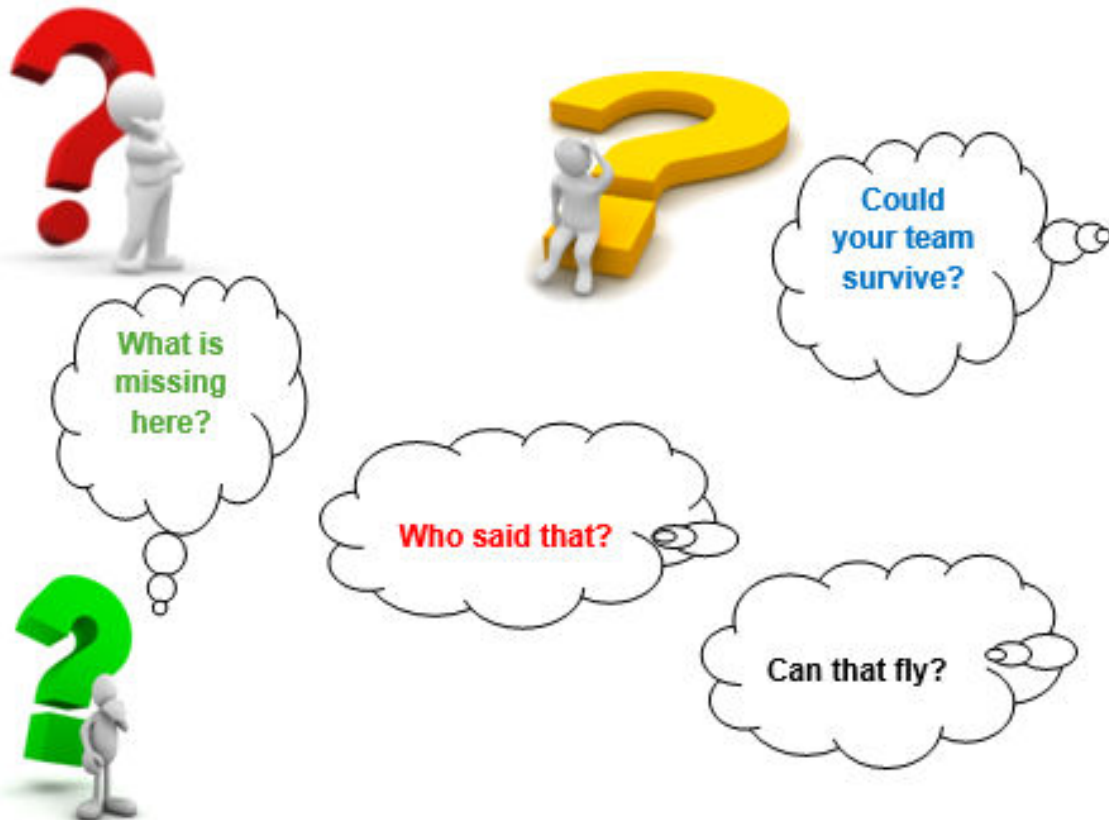 Could
your team
survive?
What is
missing
here?
Who said that?
Can that fly?